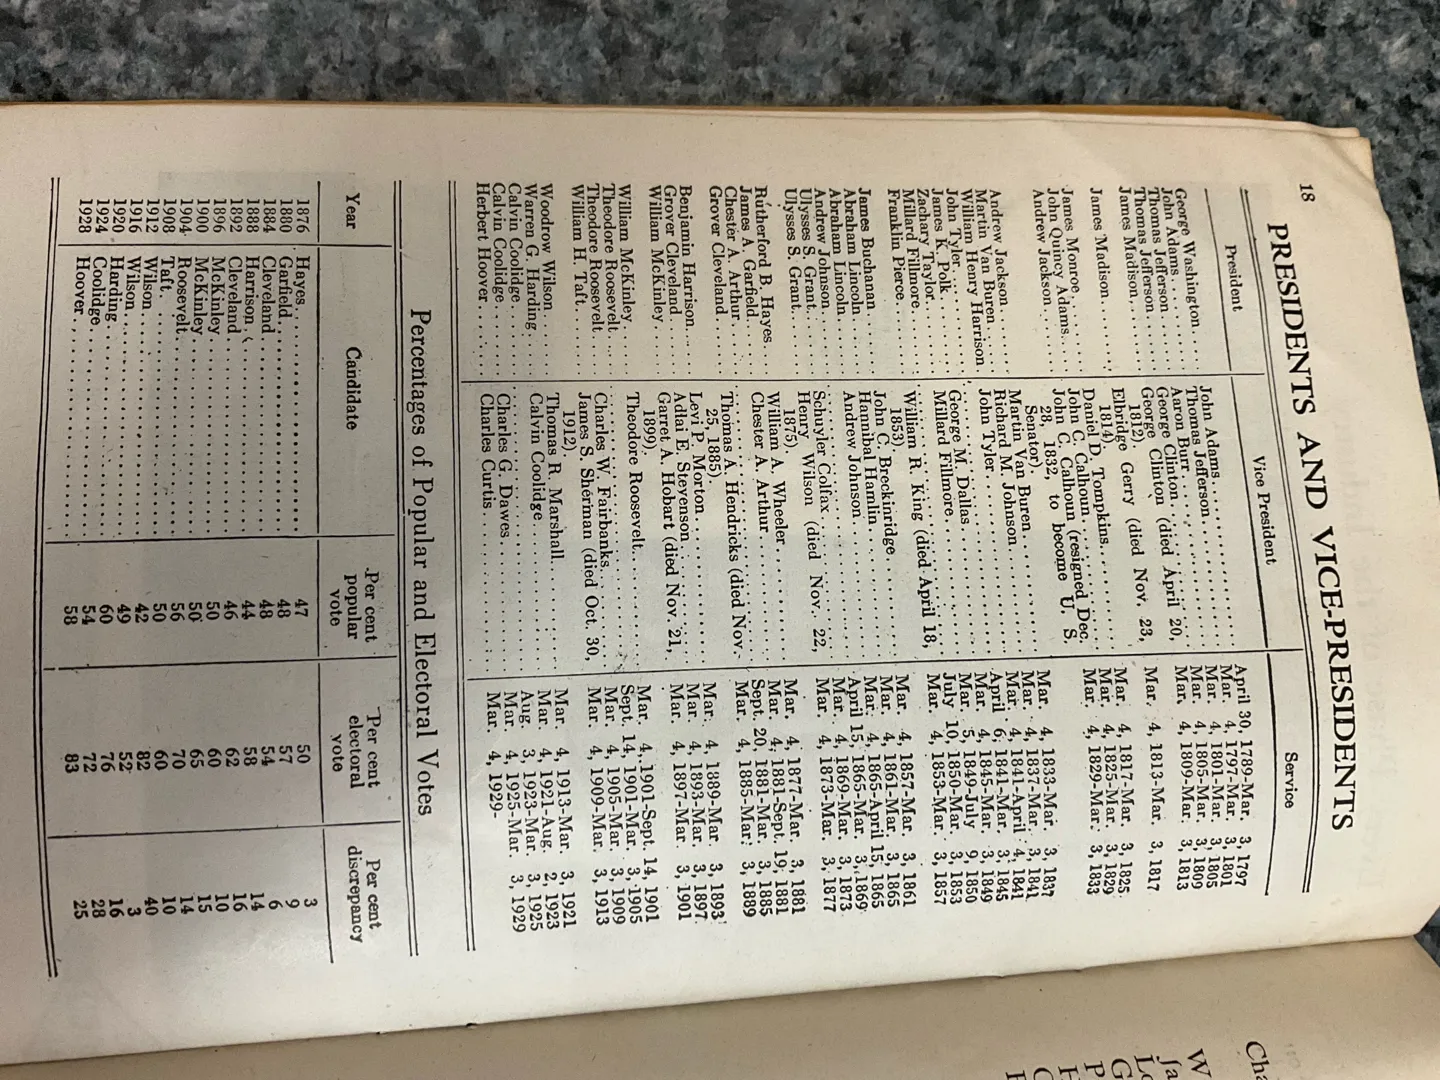 18
PRESIDENTS AND VICE-PRESIDENTS
President Vice President Service
George Washington John Adams April 30, 1789-Mar. 3, 1797
John Adams Thomas Jefferson Mar. 4, 1797-Mar. 3, 1801
Thomas Jefferson Aaron Burr Mar. 4, 1801-Mar. 3, 1805
Thomas Jefferson George Clinton (died April 20, Mar. 4, 1805-Mar. 3, 1809
James Madison 1812). Mar. 4, 1809-Mar. 3, 1813
George Clinton
James Madison Elbridge Gerry (died Nov. 23, Mar. 4, 1813-Mar. 3, 1817
1814).
James Monroe Daniel D. Tompkins Mar. 4, 1817-Mar. 3, 1825
John Quincy Adams John C. Calhoun Mar. 4, 1825-Mar. 3, 1829
Andrew Jackson John C. Calhoun (resigned Dec. Mar. 4, 1829-Mar. 3, 1833
28, 1832, to become U. S.
Senator).
Andrew Jackson Martin Van Buren Mar. 4, 1833-Mar. 3, 1837
Martin Van Buren Richard M. Johnson Mar. 4, 1837-Mar. 3, 1841
William Henry Harrison John Tyler Mar. 4, 1841-April 4, 1841
John Tyler April 6, 1841-Mar. 3, 1845
James K. Polk George M. Dallas Mar. 4, 1845-Mar. 3, 1849
Zachary Taylor Millard Fillmore Mar. 5, 1849-July 9, 1850
Millard Fillmore July 10, 1850-Mar. 3, 1853
Franklin Pierce William R. King (died April 18, Mar. 4, 1853-Mar. 3, 1857
1853)
James Buchanan John C. Breckinridge Mar. 4, 1857-Mar. 3, 1861
Abraham Lincoln Hannibal Hamlin Mar. 4, 1861-Mar. 3, 1865
Abraham Lincoln Andrew Johnson Mar. 4, 1865-April 15, 1865
Andrew Johnson April 15, 1865-Mar. 3, 1869
Ulysses S. Grant Schuyler Colfax Mar. 4, 1869-Mar. 3, 1873
Ulysses S. Grant Henry Wilson (died Nov. 22, Mar. 4, 1873-Mar. 3, 1877
1875).
Rutherford B. Hayes William A. Wheeler Mar. 4, 1877-Mar. 3, 1881
James A. Garfield Chester A. Arthur Mar. 4, 1881-Sept. 19, 1881
Chester A. Arthur Sept. 20, 1881-Mar. 3, 1885
Grover Cleveland Thomas A. Hendricks (died Nov. Mar. 4, 1885-Mar. 3, 1889
25, 1885).
Benjamin Harrison Levi P. Morton Mar. 4, 1889-Mar. 3, 1893
Grover Cleveland Adlai E. Stevenson Mar. 4, 1893-Mar. 3, 1897
William McKinley Garret A. Hobart (died Nov. 21, Mar. 4, 1897-Mar. 3, 1901
1899).
William McKinley Theodore Roosevelt Mar. 4, 1901-Sept. 14, 1901
Theodore Roosevelt Sept. 14, 1901-Mar. 3, 1905
Theodore Roosevelt Charles W. Fairbanks Mar. 4, 1905-Mar. 3, 1909
William H. Taft James S. Sherman (died Oct. 30, Mar. 4, 1909-Mar. 3, 1913
1912).
Woodrow Wilson Thomas R. Marshall Mar. 4, 1913-Mar. 3, 1921
Warren G. Harding Calvin Coolidge Mar. 4, 1921-Aug. 2, 1923
Calvin Coolidge Aug. 3, 1923-Mar. 3, 1925
Calvin Coolidge Charles G. Dawes Mar. 4, 1925-Mar. 3, 1929
Herbert Hoover Charles Curtis Mar. 4, 1929-
Percentages of Popular and Electoral Votes
Year Candidate Per cent popular vote Per cent electoral vote Per cent discrepancy
1876 Hayes 47 50 3
1880 Garfield 48 57 9
1884 Cleveland 48 54 6
1888 Harrison 44 58 14
1892 Cleveland 46 62 16
1896 McKinley 50 60 10
1900 McKinley 50 65 15
1904 Roosevelt 56 70 14
1908 Taft 50 60 10
1912 Wilson 42 82 40
1916 Wilson 49 52 3
1920 Harding 60 76 16
1924 Coolidge 54 72 28
1928 Hoover 58 83 25